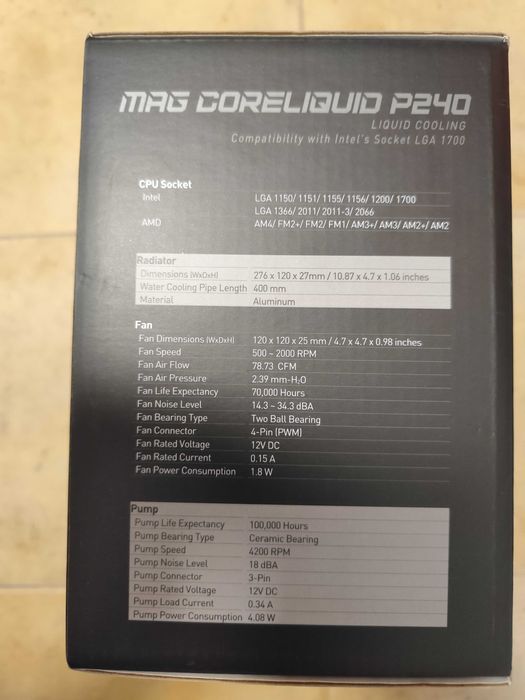 MAG CORELIQUID P240
LIQUID COOLING
Compatibility with Intel's Socket LGA 1700
CPU Socket
Intel LGA 1150/ 1151/ 1155/ 1156/ 1200/ 1700
LGA 1366/ 2011/ 2011-3/ 2066
AMD AM4/ FM2+/ FM2/ FM1/ AM3+/ AM3/ AM2+/ AM2
Radiator
Dimensions (WxDxH) 276 x 120 x 27mm / 10.87 x 4.7 x 1.06 inches
Water Cooling Pipe Length 400 mm
Material Aluminum
Fan
Fan Dimensions (WxDxH) 120 x 120 x 25 mm / 4.7 x 4.7 x 0.98 inches
Fan Speed 500 ~ 2000 RPM
Fan Air Flow 78.73 CFM
Fan Air Pressure 2.39 mm-H₂O
Fan Life Expectancy 70,000 Hours
Fan Noise Level 14.3 ~ 34.3 dBA
Fan Bearing Type Two Ball Bearing
Fan Connector 4-Pin (PWM)
Fan Rated Voltage 12V DC
Fan Rated Current 0.15 A
Fan Power Consumption 1.8 W
Pump
Pump Life Expectancy 100,000 Hours
Pump Bearing Type Ceramic Bearing
Pump Speed 4200 RPM
Pump Noise Level 18 dBA
Pump Connector 3-Pin
Pump Rated Voltage 12V DC
Pump Load Current 0.34 A
Pump Power Consumption 4.08 W